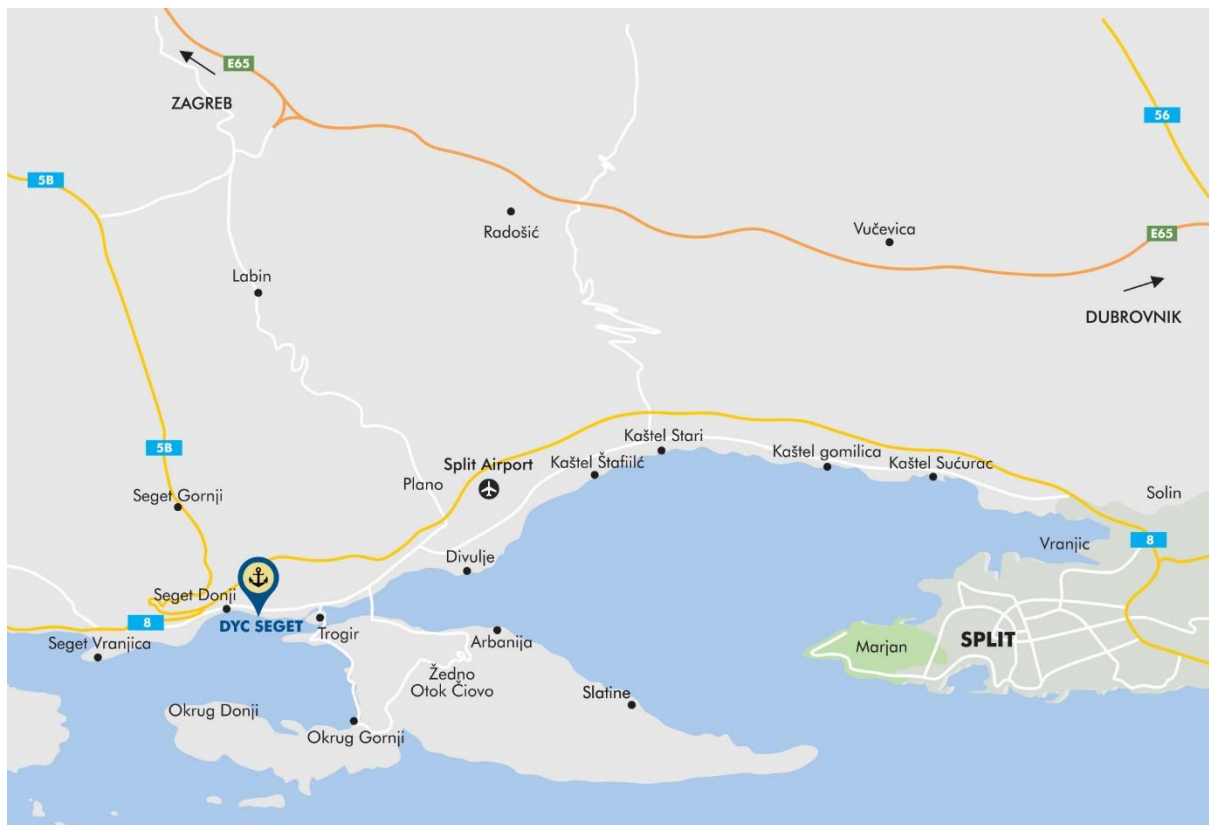 E65
ZAGREB
56
5B
Radošić
Vučevica
E65
Labin
DUBROVNIK
Kaštel Stari
5B
Split Airport
Kaštel Štafiilć
Kaštel gomilica
Kaštel Sućurac
Plano
Seget Gornji
Solin
Vranjic
8
Divulje
Seget Donji
8
DYC SEGET
Trogir
Seget Vranjica
Arbanija
Marjan
SPLIT
Žedno
Otok Čiovo
Slatine
Okrug Donji
Okrug Gornji